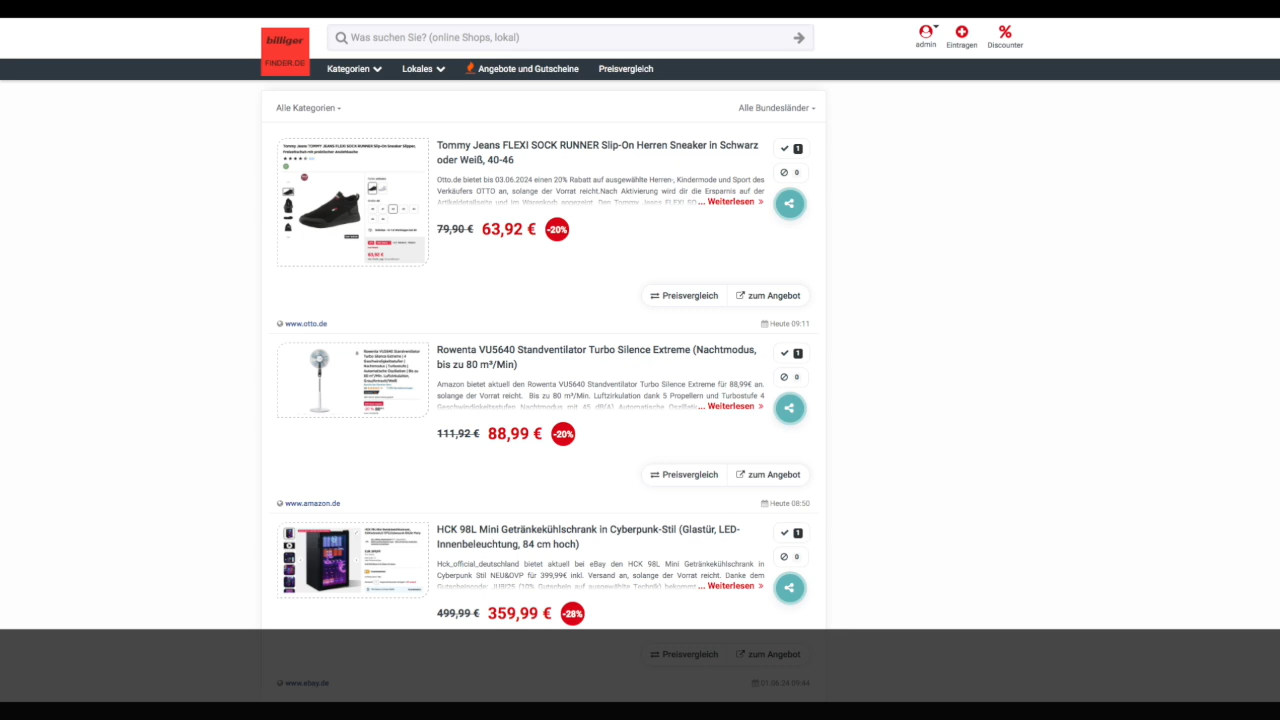 billiger
FINDER.DE
Was suchen Sie? (online Shops, lokal)
admin
Eintragen
Discounter
Kategorien
Lokales
Angebote und Gutscheine
Preisvergleich
Alle Kategorien
Alle Bundesländer
Tommy Jeans FLEXI SOCK RUNNER Slip-On Herren Sneaker in Schwarz
oder Weiß, 40-46
1
Otto.de bietet bis 03.06.2024 einen 20% Rabatt auf ausgewählte Herren-, Kindermode und Sport des
0
Verkäufers OTTO an, solange der Vorrat reicht.Nach Aktivierung wird dir die Ersparnis auf der
... Weiterlesen »
79,90 € 63,92 € -20%
Preisvergleich
zum Angebot
www.otto.de
Heute 09:11
Rowenta VU5640 Standventilator Turbo Silence Extreme (Nachtmodus,
bis zu 80 m³/Min)
1
Amazon bietet aktuell den Rowenta VU5640 Standventilator Turbo Silence Extreme für 88,99€ an.
0
solange der Vorrat reicht. Bis zu 80 m³/Min. Luftzirkulation dank 5 Propellern und Turbostufe 4
... Weiterlesen »
111,92 € 88,99 € -20%
Preisvergleich
zum Angebot
www.amazon.de
Heute 08:50
HCK 98L Mini Getränkekühlschrank in Cyberpunk-Stil (Glastür, LED-
Innenbeleuchtung, 84 cm hoch)
1
Hck_official_deutschland bietet aktuell bei eBay den HCK 98L Mini Getränkekühlschrank in
0
Cyberpunk Stil NEU&OVP für 399,99€ inkl. Versand an, solange der Vorrat reicht. Danke dem
... Weiterlesen »
499,99 € 359,99 € -28%
Preisvergleich
zum Angebot
www.ebay.de
01.06.24 09:44